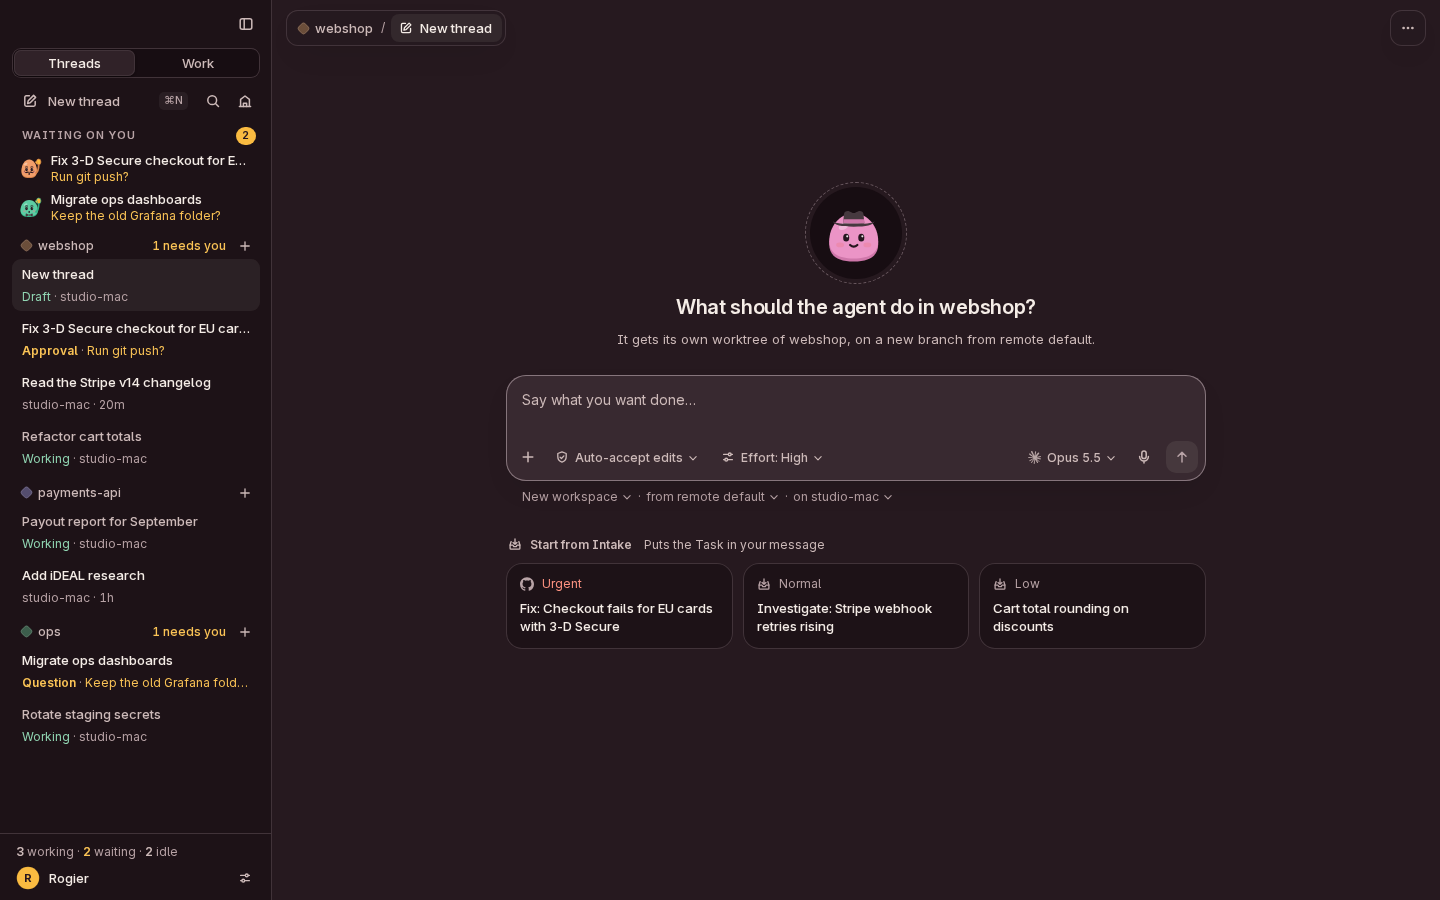 Threads
Work
New thread
⌘N
WAITING ON YOU
2
Fix 3-D Secure checkout for E…
Run git push?
Migrate ops dashboards
Keep the old Grafana folder?
webshop
1 needs you
New thread
Draft · studio-mac
Fix 3-D Secure checkout for EU car…
Approval · Run git push?
Read the Stripe v14 changelog
studio-mac · 20m
Refactor cart totals
Working · studio-mac
payments-api
Payout report for September
Working · studio-mac
Add iDEAL research
studio-mac · 1h
ops
1 needs you
Migrate ops dashboards
Question · Keep the old Grafana fold…
Rotate staging secrets
Working · studio-mac
3 working · 2 waiting · 2 idle
R
Rogier
webshop / New thread
What should the agent do in webshop?
It gets its own worktree of webshop, on a new branch from remote default.
Say what you want done…
Auto-accept edits
Effort: High
Opus 5.5
New workspace · from remote default · on studio-mac
Start from Intake Puts the Task in your message
Urgent
Fix: Checkout fails for EU cards
with 3-D Secure
Normal
Investigate: Stripe webhook
retries rising
Low
Cart total rounding on
discounts